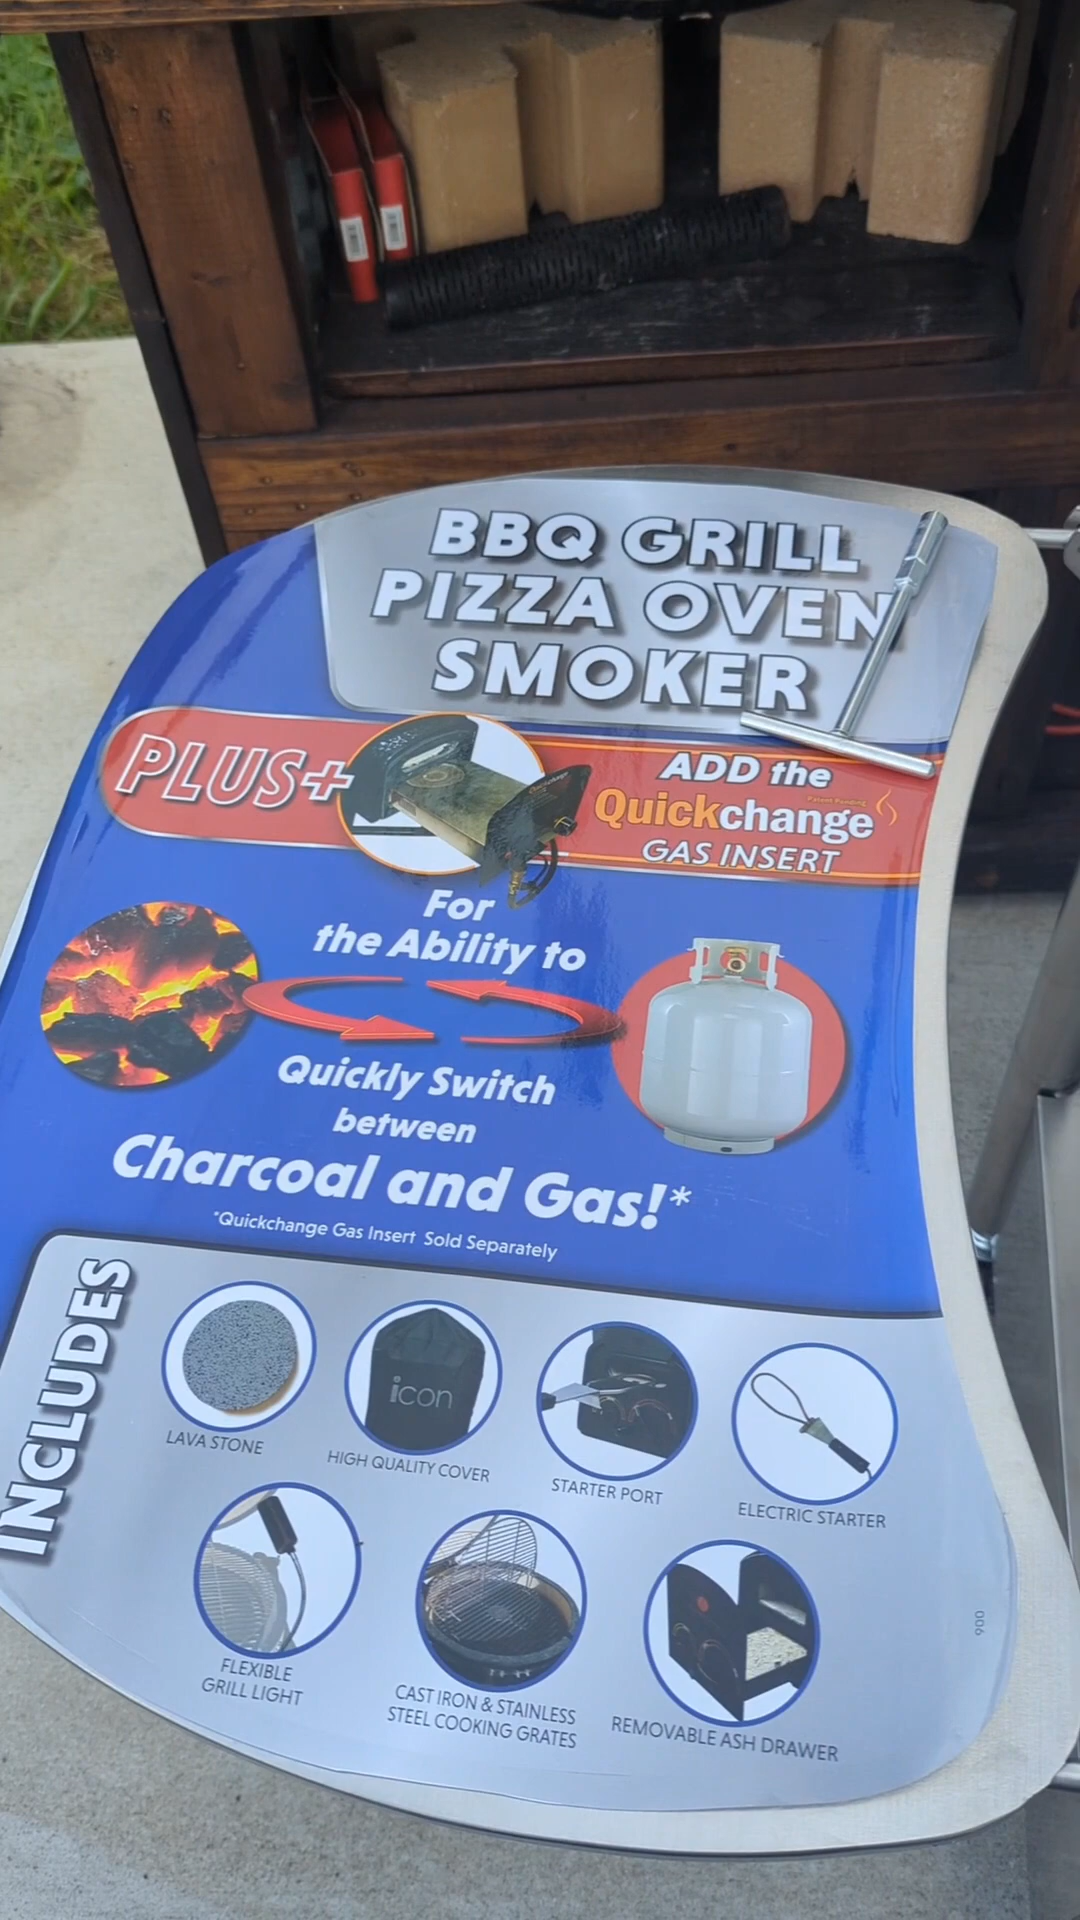 BBQ GRILL
PIZZA OVEN
SMOKER
PLUS+
ADD the
Patent Pending
Quickchange
GAS INSERT
For
the Ability to
Quickly Switch
between
Charcoal and Gas!*
*Quickchange Gas Insert Sold Separately
INCLUDES
LAVA STONE
icon
HIGH QUALITY COVER
STARTER PORT
ELECTRIC STARTER
FLEXIBLE
GRILL LIGHT
CAST IRON & STAINLESS
STEEL COOKING GRATES
REMOVABLE ASH DRAWER
900